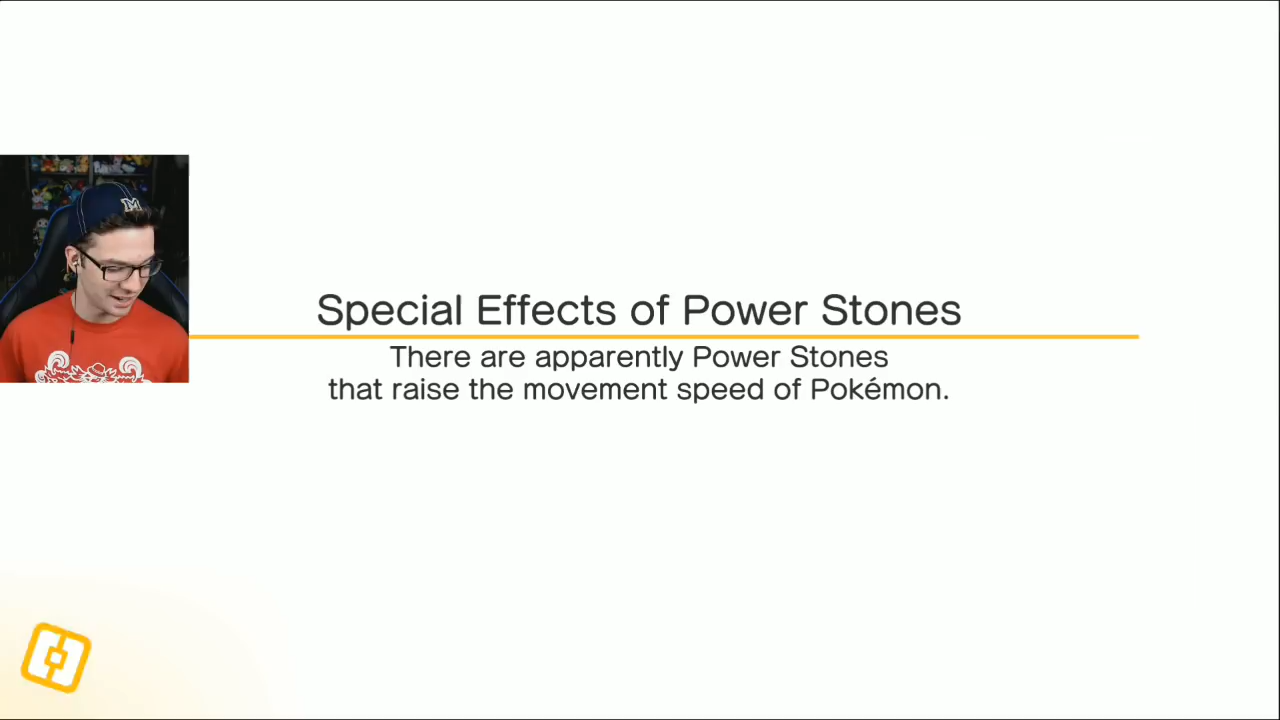 M
Special Effects of Power Stones
There are apparently Power Stones
that raise the movement speed of Pokémon.